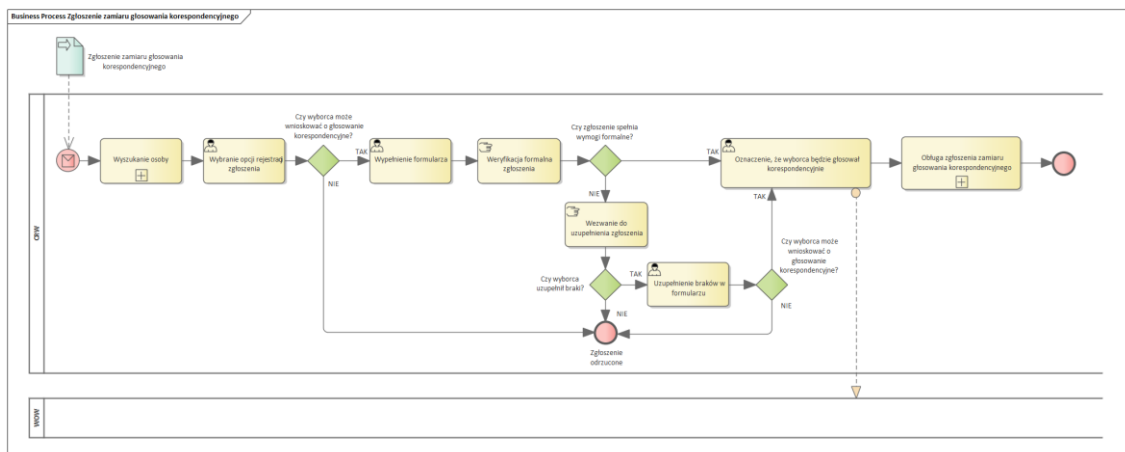 Business Process Zgłoszenie zamiaru głosowania korespondencyjnego
Zgłoszenie zamiaru głosowania
korespondencyjnego
Czy wyborca może
wnioskować o głosowanie
korespondencyjne?
Czy zgłoszenie spełnia
wymogi formalne?
Wyszukanie osoby
Wybranie opcji rejestracji
zgłoszenia
TAK
Wypełnienie formularza
Weryfikacja formalna
zgłoszenia
TAK
Oznaczenie, że wyborca będzie głosował
korespondencyjnie
Obługa zgłoszenia zamiaru
głosowania korespondencyjnego
NIE
NIE
TAK
Wezwanie do
uzupełnienia zgłoszenia
Czy wyborca może
wnioskować o
głosowanie
korespondencyjne?
Czy wyborca
uzupełnił braki?
TAK
Uzupełnienie braków w
formularzu
NIE
NIE
Zgłoszenie
odrzucone
WOW